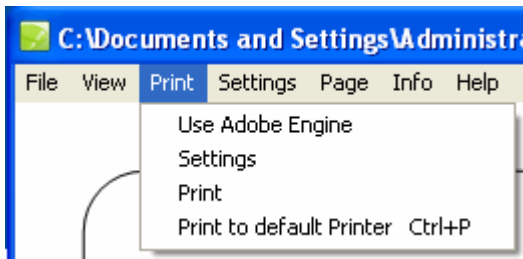 C:\Documents and Settings\Administra
File View Print Settings Page Info Help
Use Adobe Engine
Settings
Print
Print to default Printer Ctrl+P